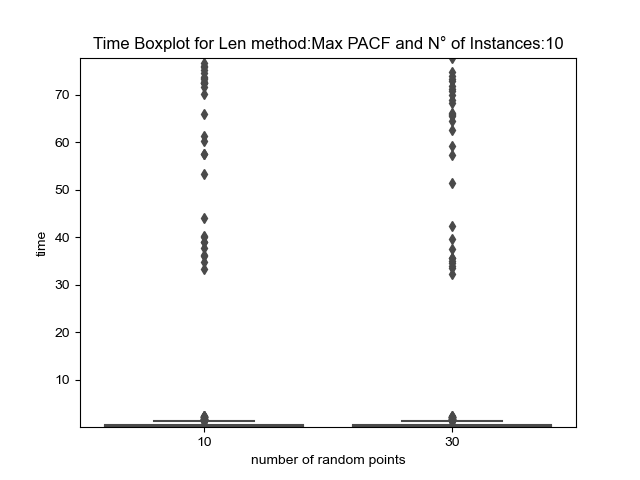 Time Boxplot for Len method:Max PACF and N° of Instances:10
70
60
50
40
30
20
10
time
10 30
number of random points